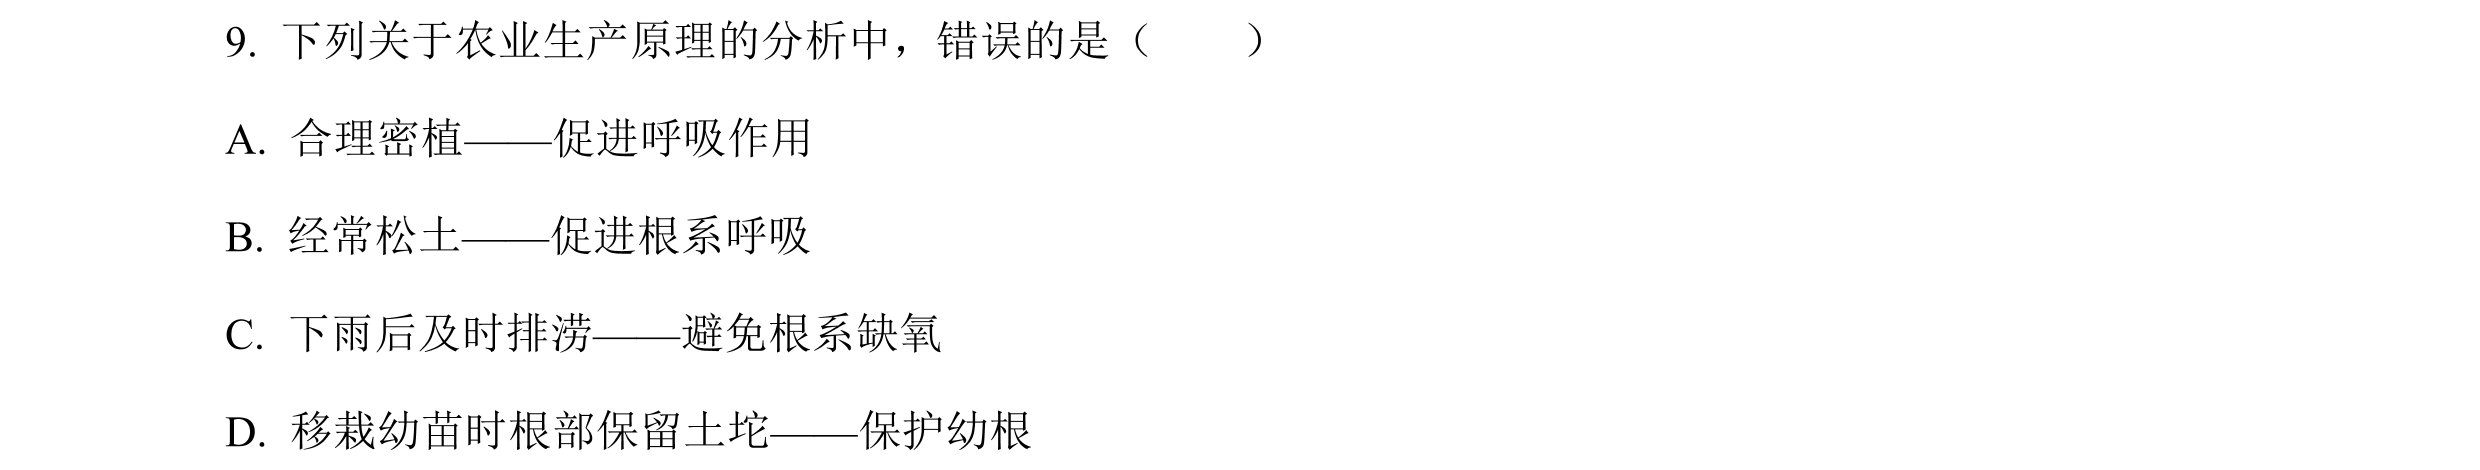 9. 下列关于农业生产原理的分析中，错误的是（　　）
A. 合理密植——促进呼吸作用
B. 经常松土——促进根系呼吸
C. 下雨后及时排涝——避免根系缺氧
D. 移栽幼苗时根部保留土坨——保护幼根